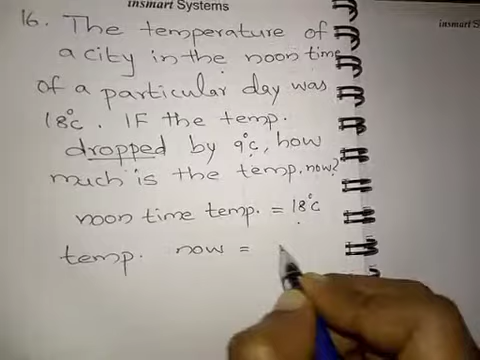 insmart Systems
insmart S
16. The temperature of
a city in the noon time
of a particular day was
18°c. IF the temp.
dropped by 9°c, how
much is the temp. now?
noon time temp. = 18°c
temp. now =